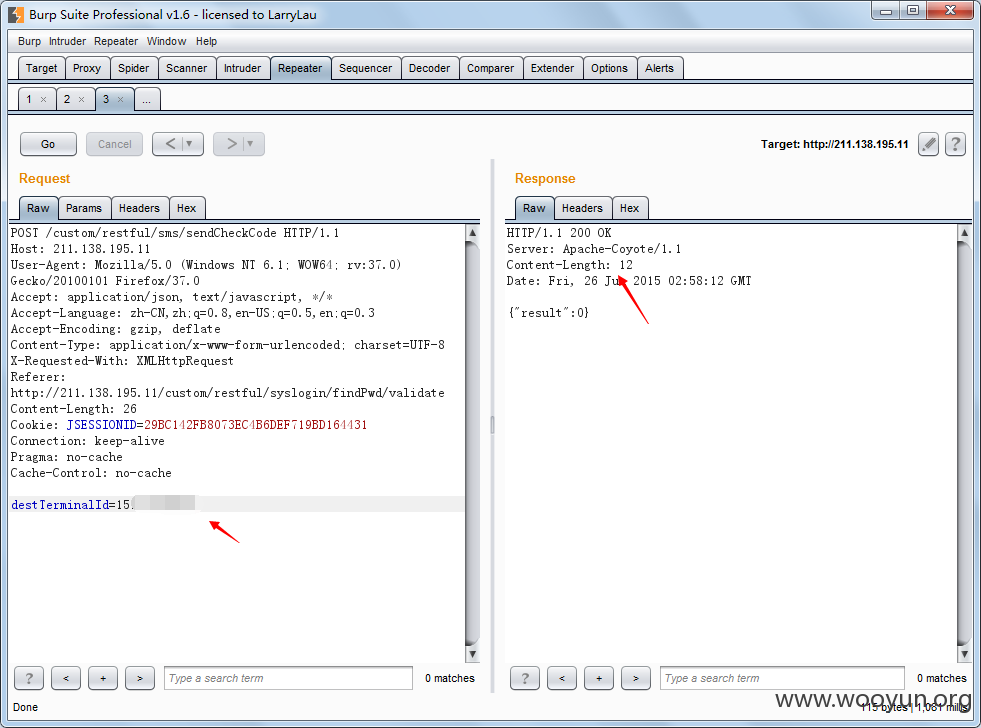 Burp Suite Professional v1.6 - licensed to LarryLau
Burp Intruder Repeater Window Help
Target Proxy Spider Scanner Intruder Repeater Sequencer Decoder Comparer Extender Options Alerts
1 × 2 × 3 × ...
Go Cancel < ▼ > ▼ Target: http://211.138.195.11 ?
Request
Raw Params Headers Hex
POST /custom/restful/sms/sendCheckCode HTTP/1.1
Host: 211.138.195.11
User-Agent: Mozilla/5.0 (Windows NT 6.1; WOW64; rv:37.0)
Gecko/20100101 Firefox/37.0
Accept: application/json, text/javascript, */*
Accept-Language: zh-CN,zh;q=0.8,en-US;q=0.5,en;q=0.3
Accept-Encoding: gzip, deflate
Content-Type: application/x-www-form-urlencoded; charset=UTF-8
X-Requested-With: XMLHttpRequest
Referer:
http://211.138.195.11/custom/restful/syslogin/findPwd/validate
Content-Length: 26
Cookie: JSESSIONID=29BC142FB8073EC4B6DEF719BD164431
Connection: keep-alive
Pragma: no-cache
Cache-Control: no-cache
destTerminalId=15
? < + > Type a search term 0 matches
Response
Raw Headers Hex
HTTP/1.1 200 OK
Server: Apache-Coyote/1.1
Content-Length: 12
Date: Fri, 26 2015 02:58:12 GMT
{"result":0}
? < + > Type a search term 0 matches
Done
115 bytes | 1,081 millis
www.wooyun.org